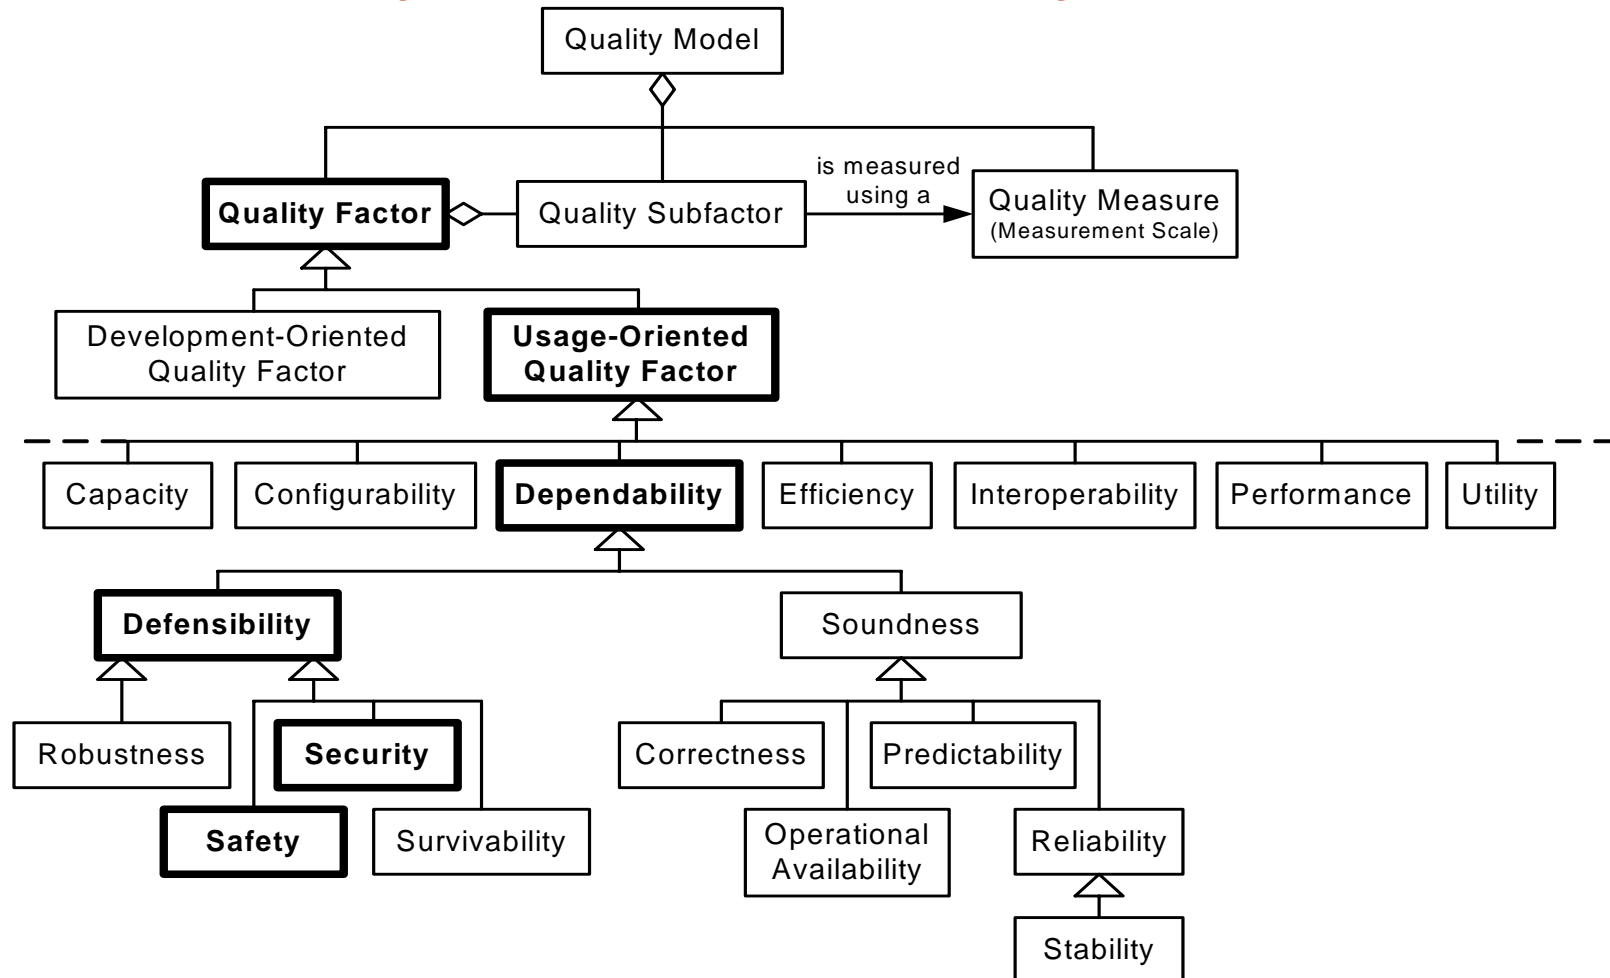 Quality Model
is measured
using a
Quality Factor
Quality Subfactor
Quality Measure
(Measurement Scale)
Development-Oriented
Quality Factor
Usage-Oriented
Quality Factor
Capacity
Configurability
Dependability
Efficiency
Interoperability
Performance
Utility
Defensibility
Soundness
Robustness
Security
Correctness
Predictability
Safety
Survivability
Operational
Availability
Reliability
Stability